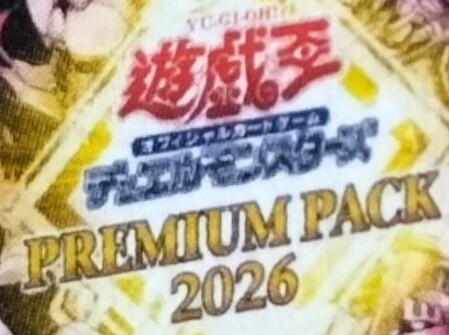 YU-GI-OH!
遊戯王
オフィシャルカードゲーム
デュエルモンスターズ
PREMIUM PACK
2026